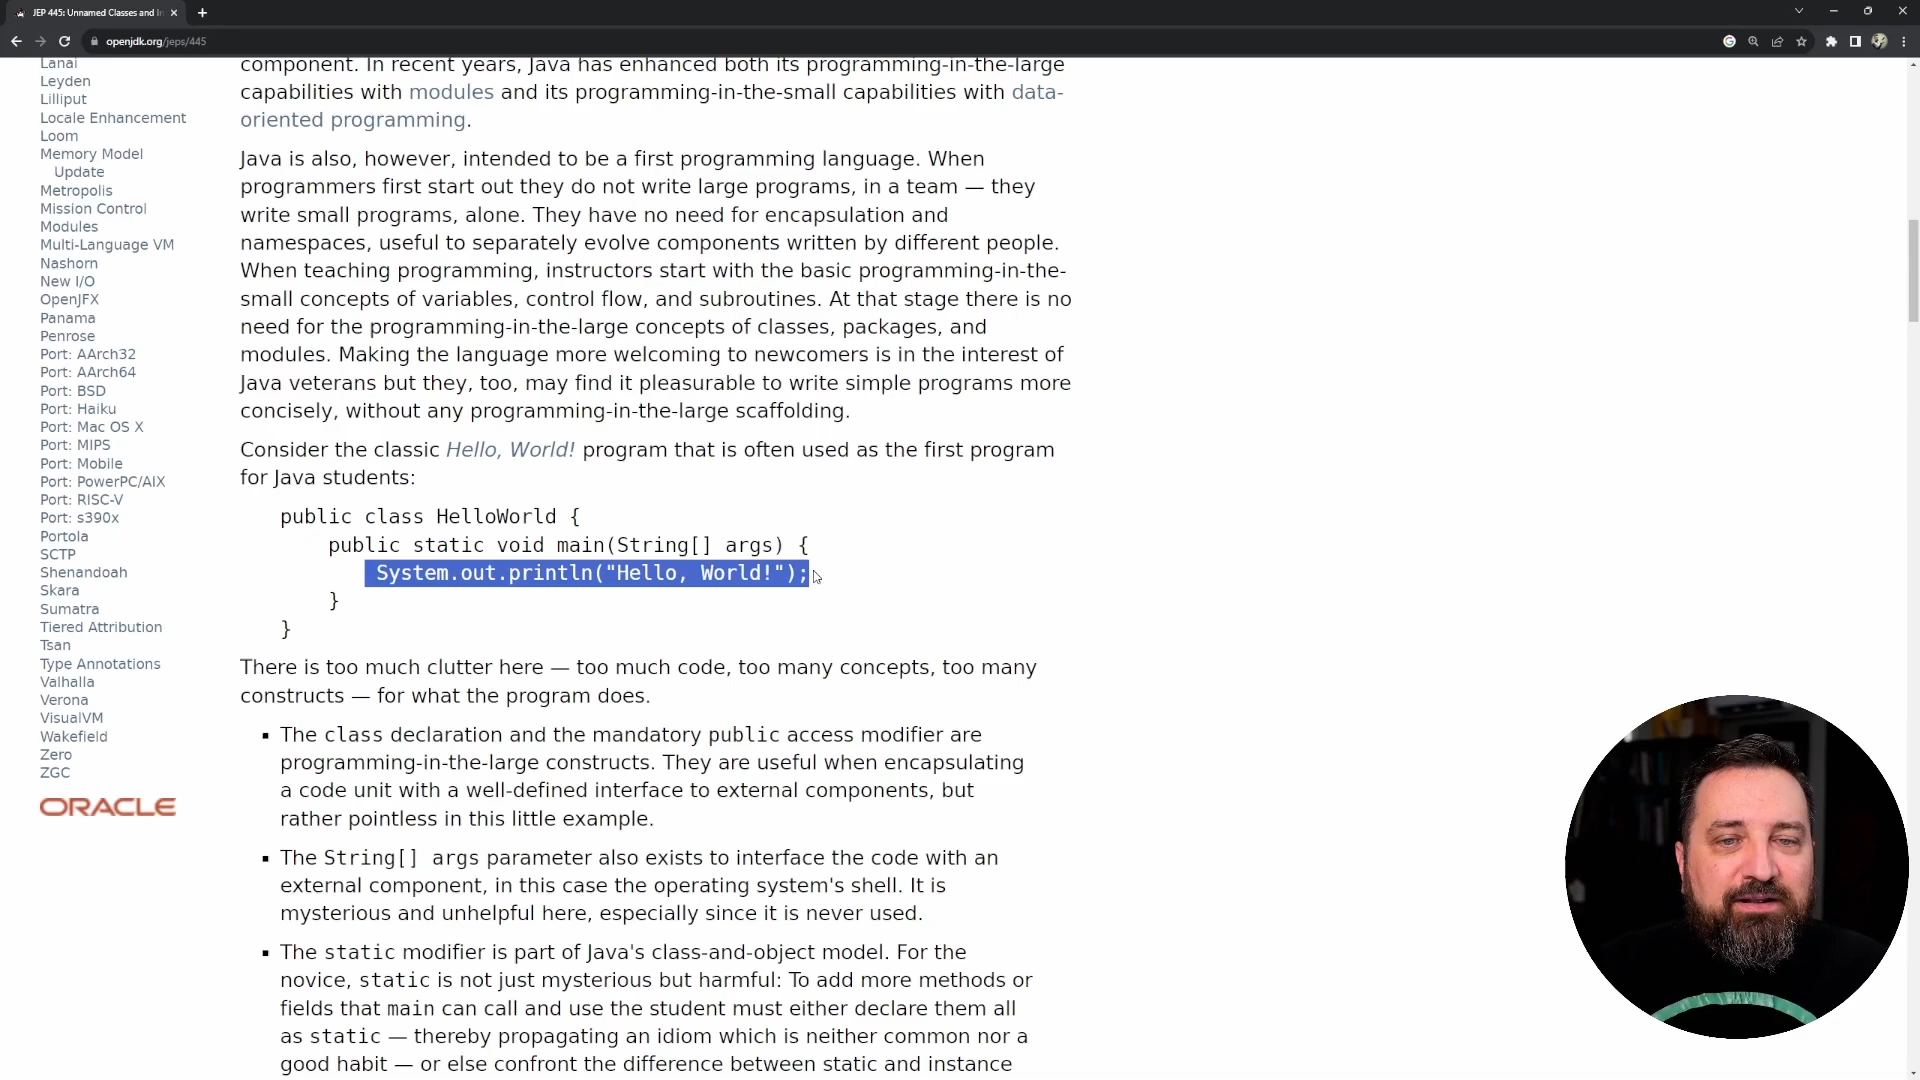 JEP 445: Unnamed Classes and In
openjdk.org/jeps/445
Lanai
Leyden
Lilliput
Locale Enhancement
Loom
Memory Model
Update
Metropolis
Mission Control
Modules
Multi-Language VM
Nashorn
New I/O
OpenJFX
Panama
Penrose
Port: AArch32
Port: AArch64
Port: BSD
Port: Haiku
Port: Mac OS X
Port: MIPS
Port: Mobile
Port: PowerPC/AIX
Port: RISC-V
Port: s390x
Portola
SCTP
Shenandoah
Skara
Sumatra
Tiered Attribution
Tsan
Type Annotations
Valhalla
Verona
VisualVM
Wakefield
Zero
ZGC
ORACLE
component. In recent years, Java has enhanced both its programming-in-the-large
capabilities with modules and its programming-in-the-small capabilities with data-
oriented programming.
Java is also, however, intended to be a first programming language. When
programmers first start out they do not write large programs, in a team — they
write small programs, alone. They have no need for encapsulation and
namespaces, useful to separately evolve components written by different people.
When teaching programming, instructors start with the basic programming-in-the-
small concepts of variables, control flow, and subroutines. At that stage there is no
need for the programming-in-the-large concepts of classes, packages, and
modules. Making the language more welcoming to newcomers is in the interest of
Java veterans but they, too, may find it pleasurable to write simple programs more
concisely, without any programming-in-the-large scaffolding.
Consider the classic Hello, World! program that is often used as the first program
for Java students:
public class HelloWorld {
public static void main(String[] args) {
System.out.println("Hello, World!");
}
}
There is too much clutter here — too much code, too many concepts, too many
constructs — for what the program does.
▪ The class declaration and the mandatory public access modifier are
programming-in-the-large constructs. They are useful when encapsulating
a code unit with a well-defined interface to external components, but
rather pointless in this little example.
▪ The String[] args parameter also exists to interface the code with an
external component, in this case the operating system's shell. It is
mysterious and unhelpful here, especially since it is never used.
▪ The static modifier is part of Java's class-and-object model. For the
novice, static is not just mysterious but harmful: To add more methods or
fields that main can call and use the student must either declare them all
as static — thereby propagating an idiom which is neither common nor a
good habit — or else confront the difference between static and instance